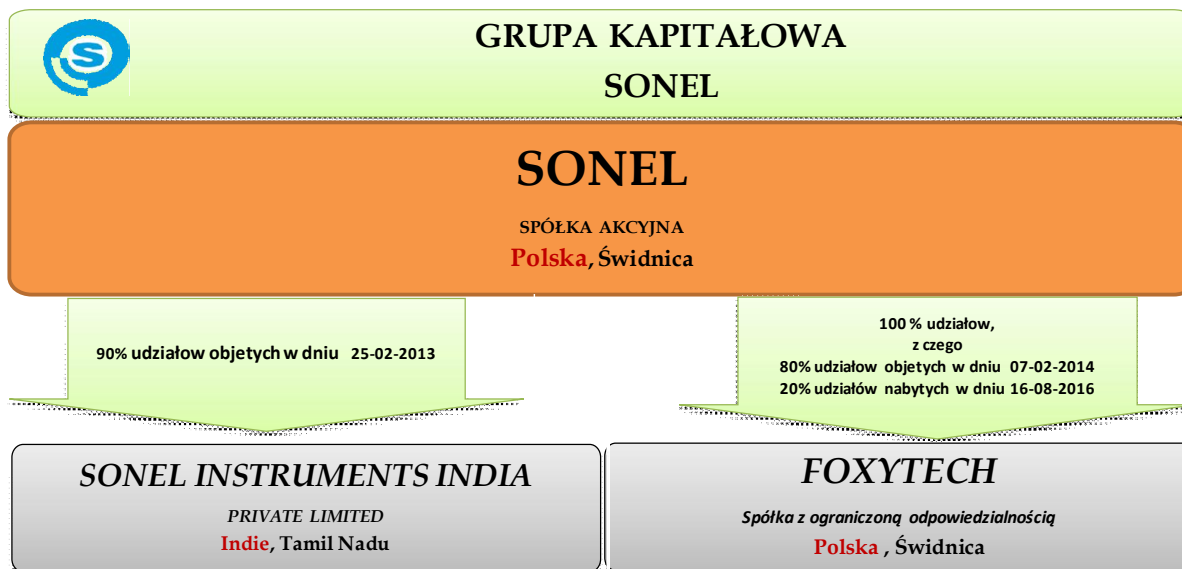 S
GRUPA KAPITAŁOWA
SONEL
SONEL
SPÓŁKA AKCYJNA
Polska, Świdnica
90% udziałow objetych w dniu 25-02-2013
100 % udziałow,
z czego
80% udziałow objetych w dniu 07-02-2014
20% udziałów nabytych w dniu 16-08-2016
SONEL INSTRUMENTS INDIA
PRIVATE LIMITED
Indie, Tamil Nadu
FOXYTECH
Spółka z ograniczoną odpowiedzialnością
Polska , Świdnica